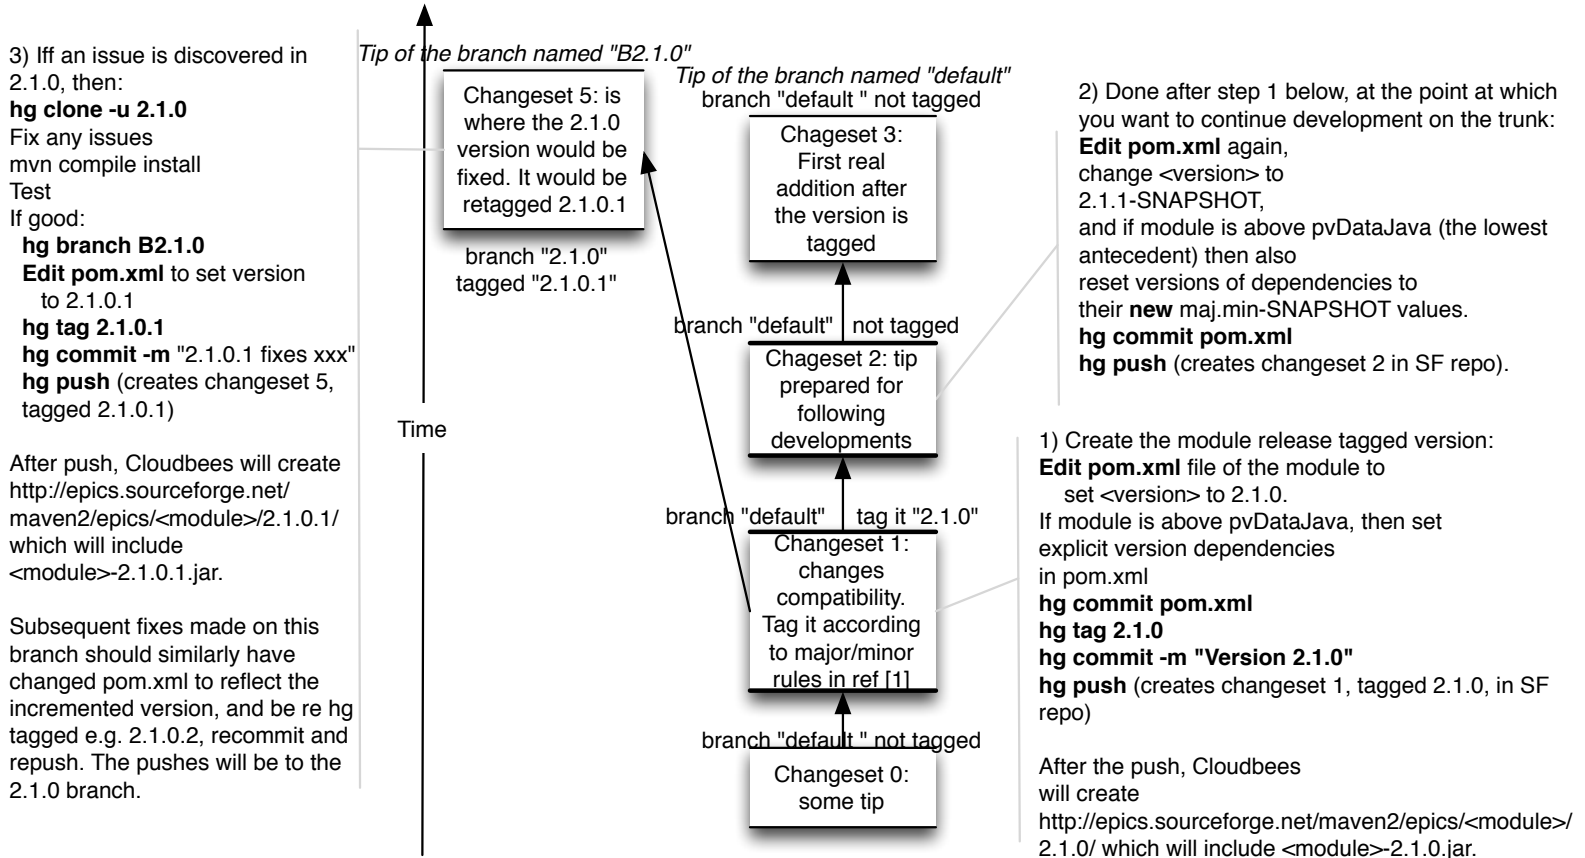 3) Iff an issue is discovered in
2.1.0, then:
hg clone -u 2.1.0
Fix any issues
mvn compile install
Test
If good:
hg branch B2.1.0
Edit pom.xml to set version
to 2.1.0.1
hg tag 2.1.0.1
hg commit -m "2.1.0.1 fixes xxx"
hg push (creates changeset 5,
tagged 2.1.0.1)
After push, Cloudbees will create
http://epics.sourceforge.net/
maven2/epics/<module>/2.1.0.1/
which will include
<module>-2.1.0.1.jar.
Subsequent fixes made on this
branch should similarly have
changed pom.xml to reflect the
incremented version, and be re hg
tagged e.g. 2.1.0.2, recommit and
repush. The pushes will be to the
2.1.0 branch.
Time
Tip of the branch named "B2.1.0"
Changeset 5: is
where the 2.1.0
version would be
fixed. It would be
retagged 2.1.0.1
branch "2.1.0"
tagged "2.1.0.1"
Tip of the branch named "default"
branch "default " not tagged
Chageset 3:
First real
addition after
the version is
tagged
branch "default" not tagged
Chageset 2: tip
prepared for
following
developments
branch "default" tag it "2.1.0"
Changeset 1:
changes
compatibility.
Tag it according
to major/minor
rules in ref [1]
branch "default " not tagged
Changeset 0:
some tip
2) Done after step 1 below, at the point at which
you want to continue development on the trunk:
Edit pom.xml again,
change <version> to
2.1.1-SNAPSHOT,
and if module is above pvDataJava (the lowest
antecedent) then also
reset versions of dependencies to
their new maj.min-SNAPSHOT values.
hg commit pom.xml
hg push (creates changeset 2 in SF repo).
1) Create the module release tagged version:
Edit pom.xml file of the module to
set <version> to 2.1.0.
If module is above pvDataJava, then set
explicit version dependencies
in pom.xml
hg commit pom.xml
hg tag 2.1.0
hg commit -m "Version 2.1.0"
hg push (creates changeset 1, tagged 2.1.0, in SF
repo)
After the push, Cloudbees
will create
http://epics.sourceforge.net/maven2/epics/<module>/
2.1.0/ which will include <module>-2.1.0.jar.